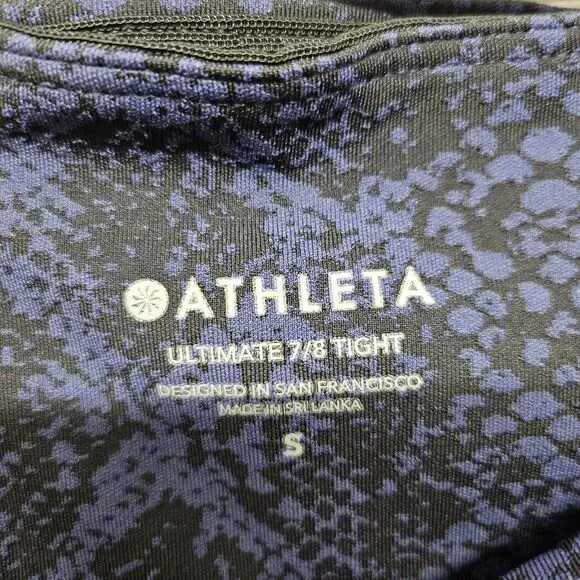 ATHLETA
ULTIMATE 7/8 TIGHT
DESIGNED IN SAN FRANCISCO
MADE IN SRI LANKA
S